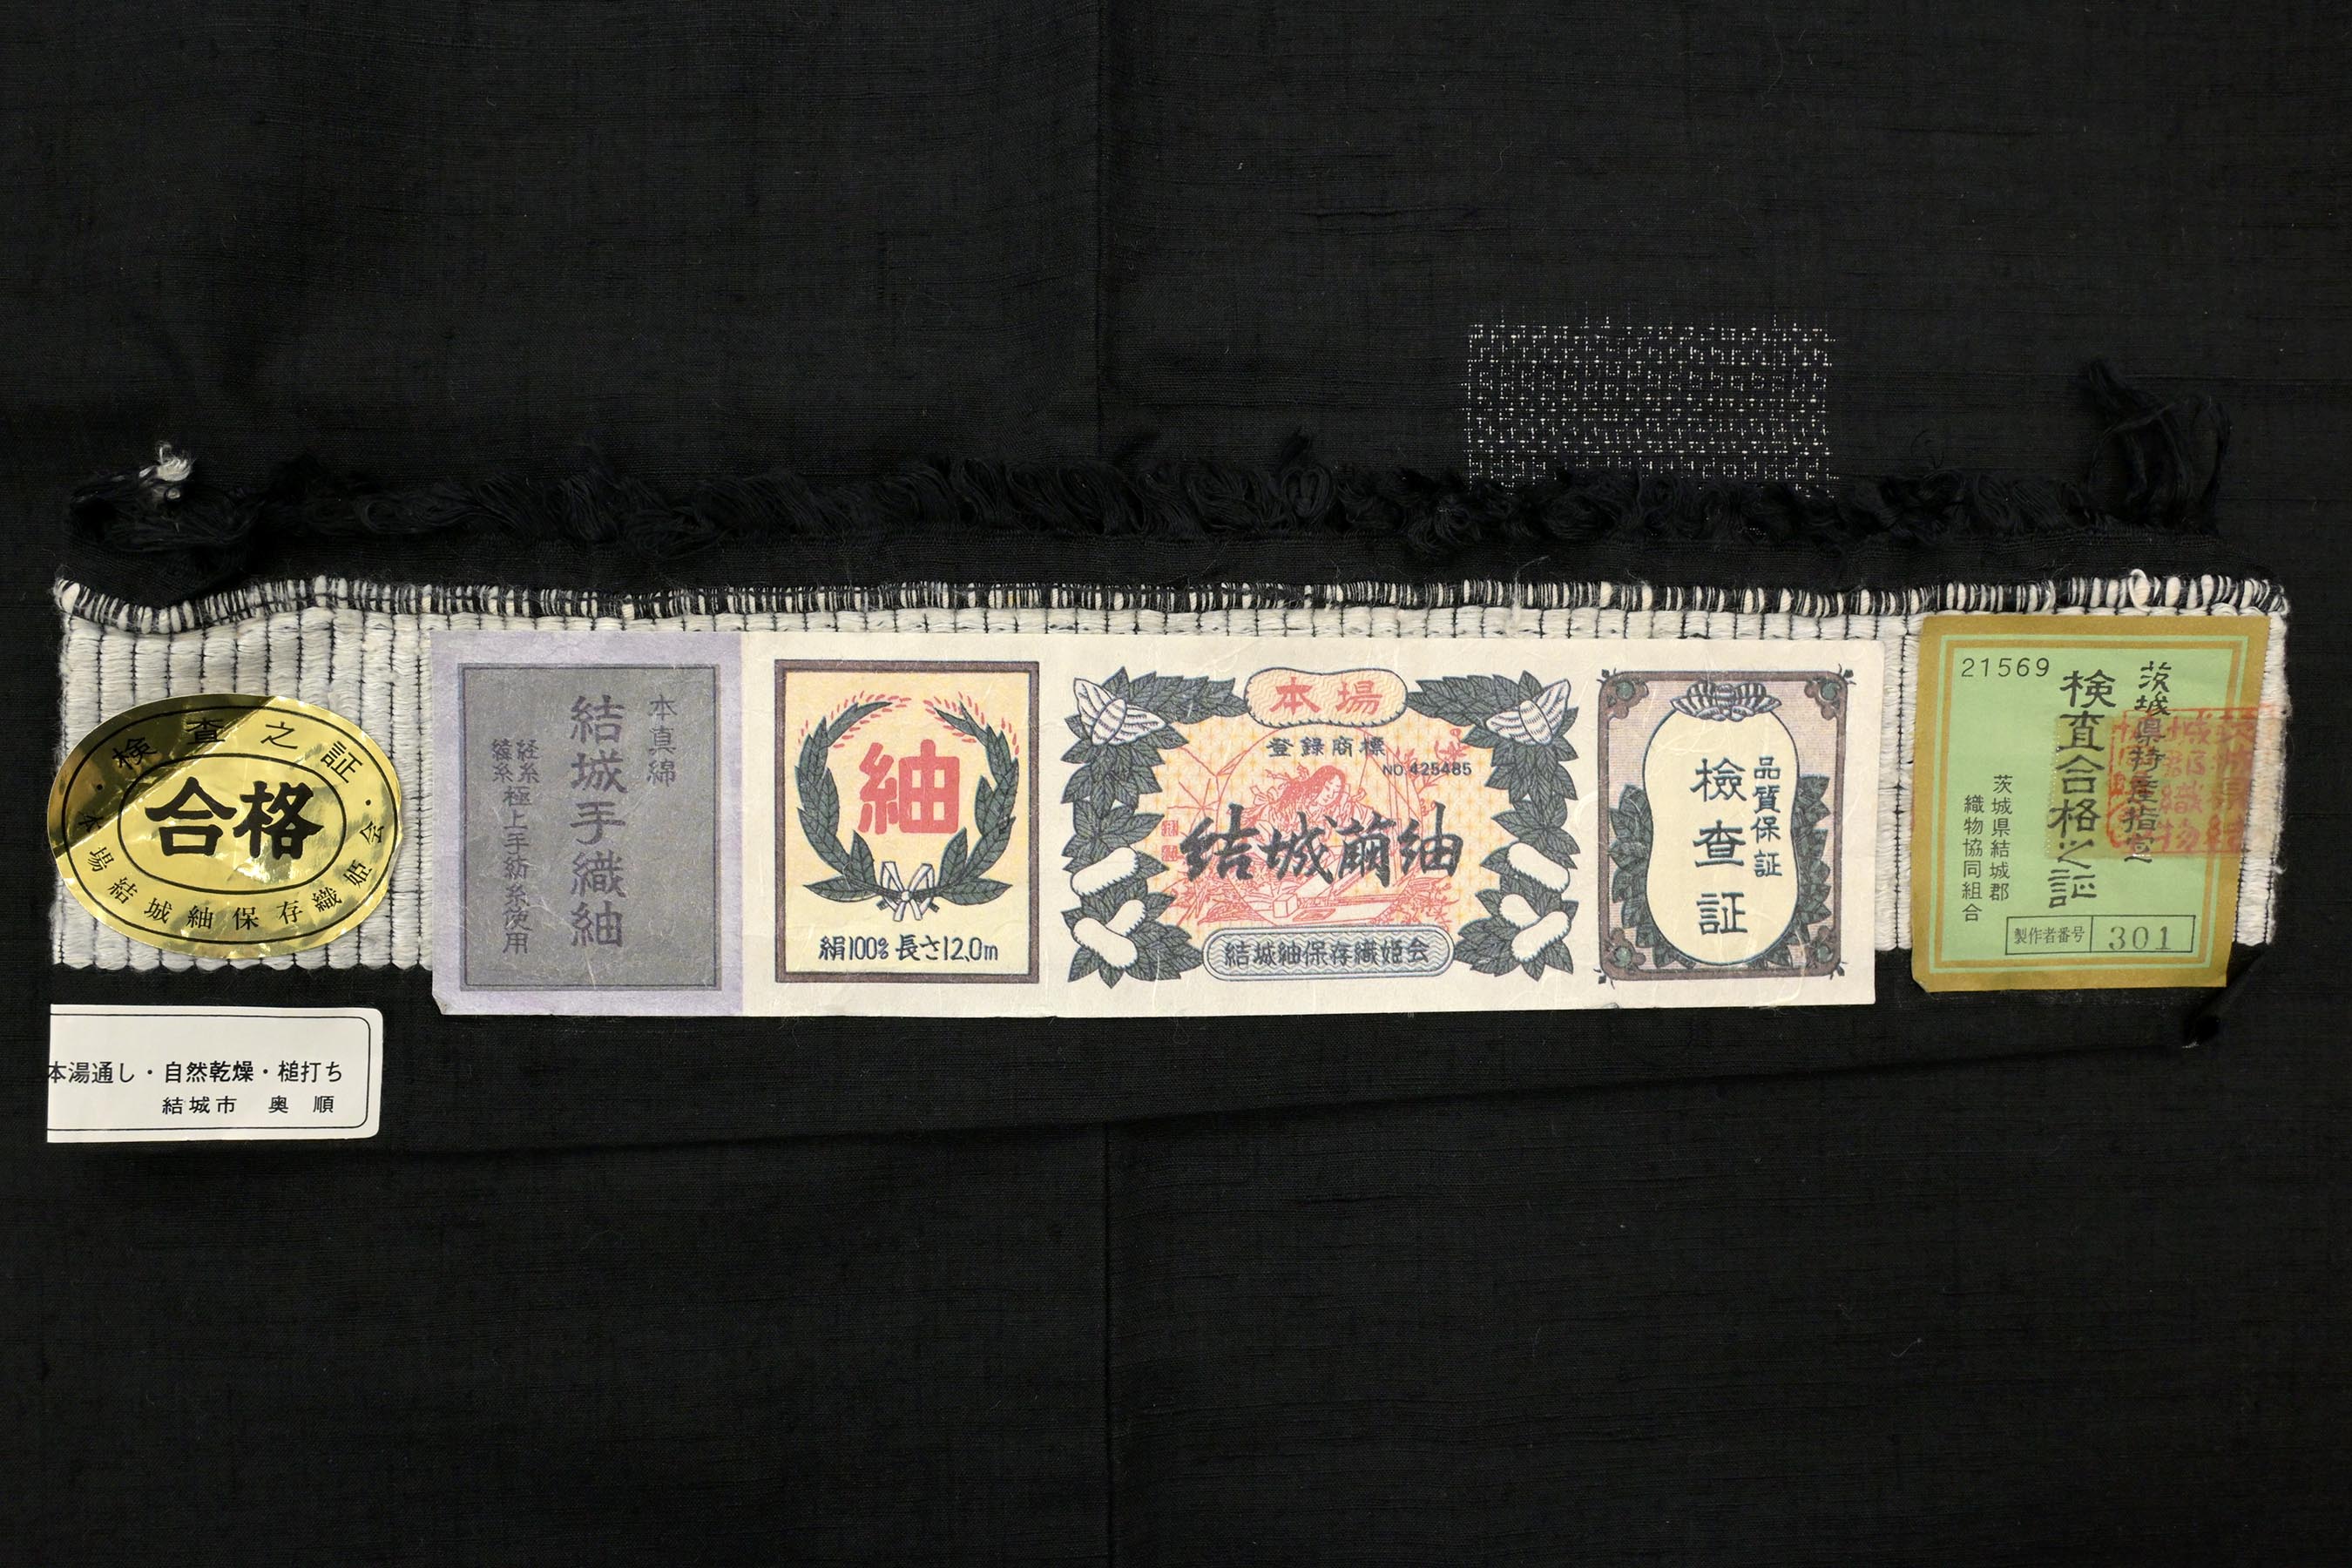 検査之証
合格
本場結城紬保存織姫会
本真綿
結城手織紬
経糸
緯糸
極上手紡糸使用
紬
絹100% 長さ12.0m
本場
登録商標
NO.425485
結城繭紬
結城紬保存織姫会
品質保証
檢査証
21569
茨城県特産指定
検査合格之証
茨城県結城郡
織物協同組合
製作者番号 301
本湯通し・自然乾燥・槌打ち
結城市 奥順